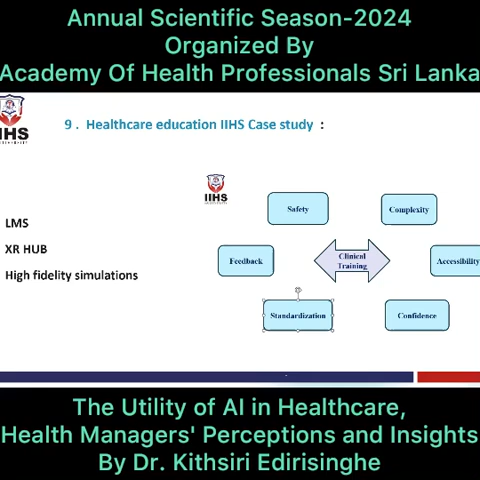 Annual Scientific Season-2024
Organized By
Academy Of Health Professionals Sri Lanka
IIHS
9 . Healthcare education IIHS Case study :
IIHS
LMS
XR HUB
High fidelity simulations
Safety
Complexity
Feedback
Clinical
Training
Accessibility
Standardization
Confidence
The Utility of AI in Healthcare,
Health Managers' Perceptions and Insights
By Dr. Kithsiri Edirisinghe